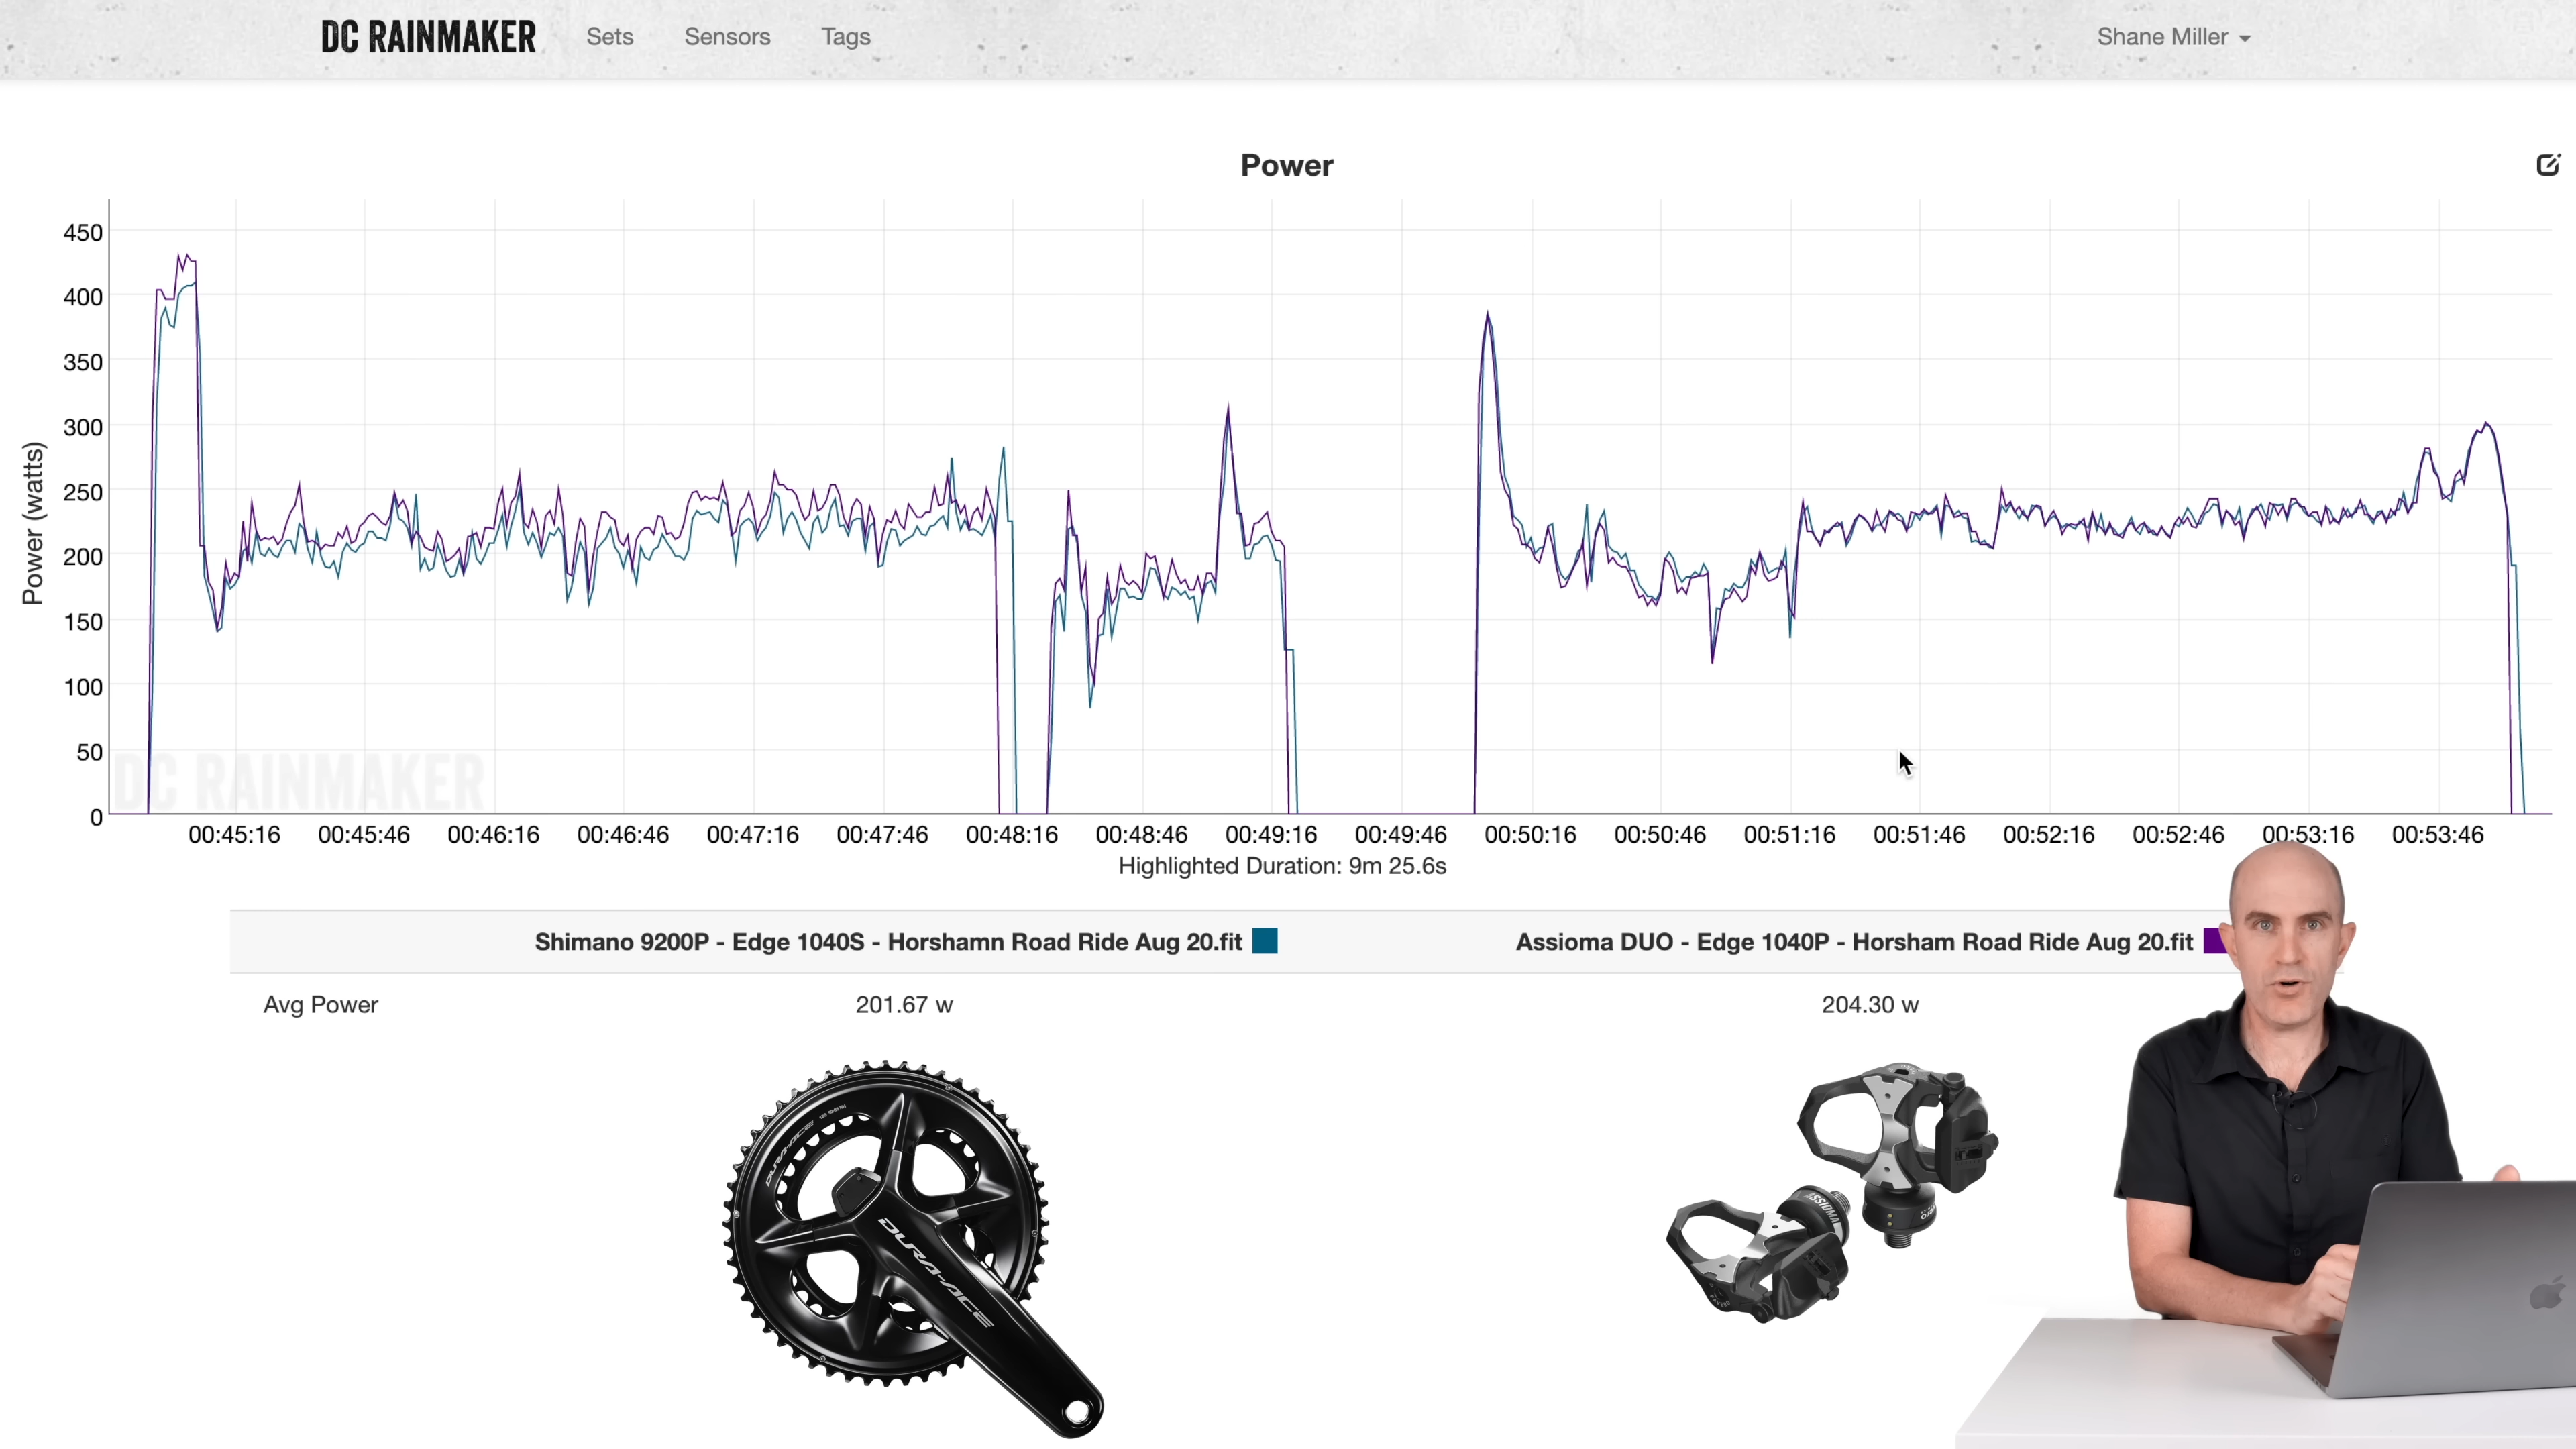 DC RAINMAKER Sets Sensors Tags Shane Miller
Power
450
400
350
300
250
200
150
100
50
0
Power (watts)
DC RAINMAKER
00:45:16 00:45:46 00:46:16 00:46:46 00:47:16 00:47:46 00:48:16 00:48:46 00:49:16 00:49:46 00:50:16 00:50:46 00:51:16 00:51:46 00:52:16 00:52:46 00:53:16 00:53:46
Highlighted Duration: 9m 25.6s
Shimano 9200P - Edge 1040S - Horshamn Road Ride Aug 20.fit Assioma DUO - Edge 1040P - Horsham Road Ride Aug 20.fit
Avg Power 201.67 w 204.30 w
DURA-ACE
DURA-ACE
ASSIOMA